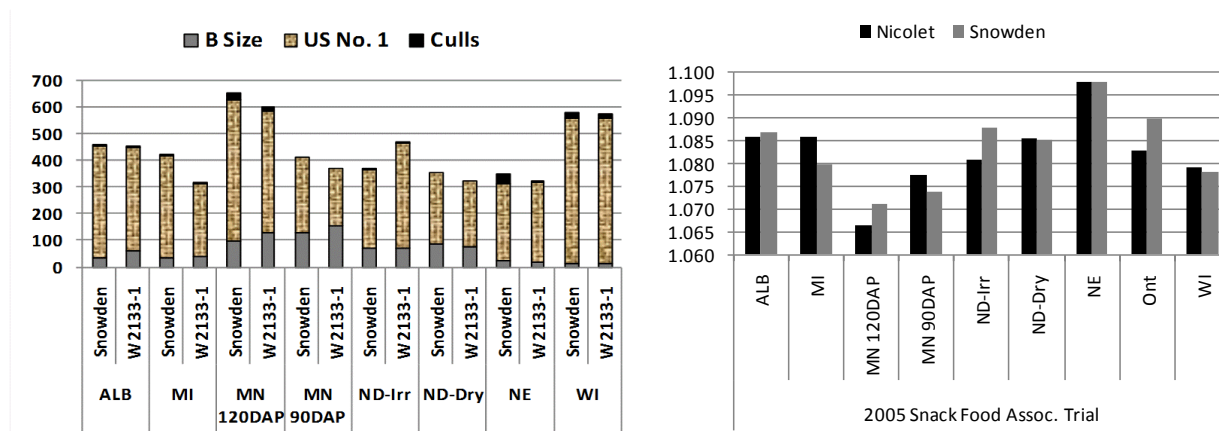 B Size US No. 1 Culls
700
600
500
400
300
200
100
0
Snowden
W2133-1
Snowden
W2133-1
Snowden
W2133-1
Snowden
W2133-1
Snowden
W2133-1
Snowden
W2133-1
Snowden
W2133-1
Snowden
W2133-1
ALB MI MN MN ND-Irr ND-Dry NE WI
120DAP 90DAP
Nicolet Snowden
1.100
1.095
1.090
1.085
1.080
1.075
1.070
1.065
1.060
ALB
MI
MN 120DAP
MN 90DAP
ND-Irr
ND-Dry
NE
Ont
WI
2005 Snack Food Assoc. Trial